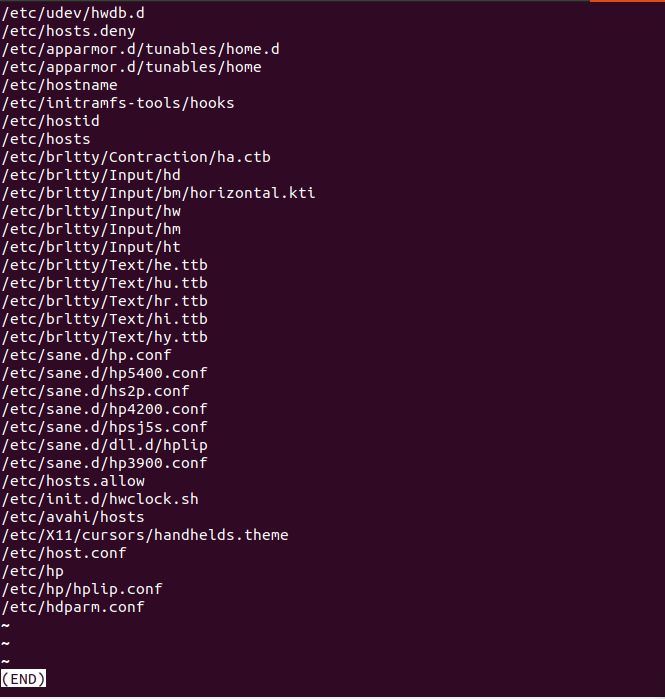 /etc/udev/hwdb.d
/etc/hosts.deny
/etc/apparmor.d/tunables/home.d
/etc/apparmor.d/tunables/home
/etc/hostname
/etc/initramfs-tools/hooks
/etc/hostid
/etc/hosts
/etc/brltty/Contraction/ha.ctb
/etc/brltty/Input/hd
/etc/brltty/Input/bm/horizontal.kti
/etc/brltty/Input/hw
/etc/brltty/Input/hm
/etc/brltty/Input/ht
/etc/brltty/Text/he.ttb
/etc/brltty/Text/hu.ttb
/etc/brltty/Text/hr.ttb
/etc/brltty/Text/hi.ttb
/etc/brltty/Text/hy.ttb
/etc/sane.d/hp.conf
/etc/sane.d/hp5400.conf
/etc/sane.d/hs2p.conf
/etc/sane.d/hp4200.conf
/etc/sane.d/hpsj5s.conf
/etc/sane.d/dll.d/hplip
/etc/sane.d/hp3900.conf
/etc/hosts.allow
/etc/init.d/hwclock.sh
/etc/avahi/hosts
/etc/X11/cursors/handhelds.theme
/etc/host.conf
/etc/hp
/etc/hp/hplip.conf
/etc/hdparm.conf
~
~
~
(END)